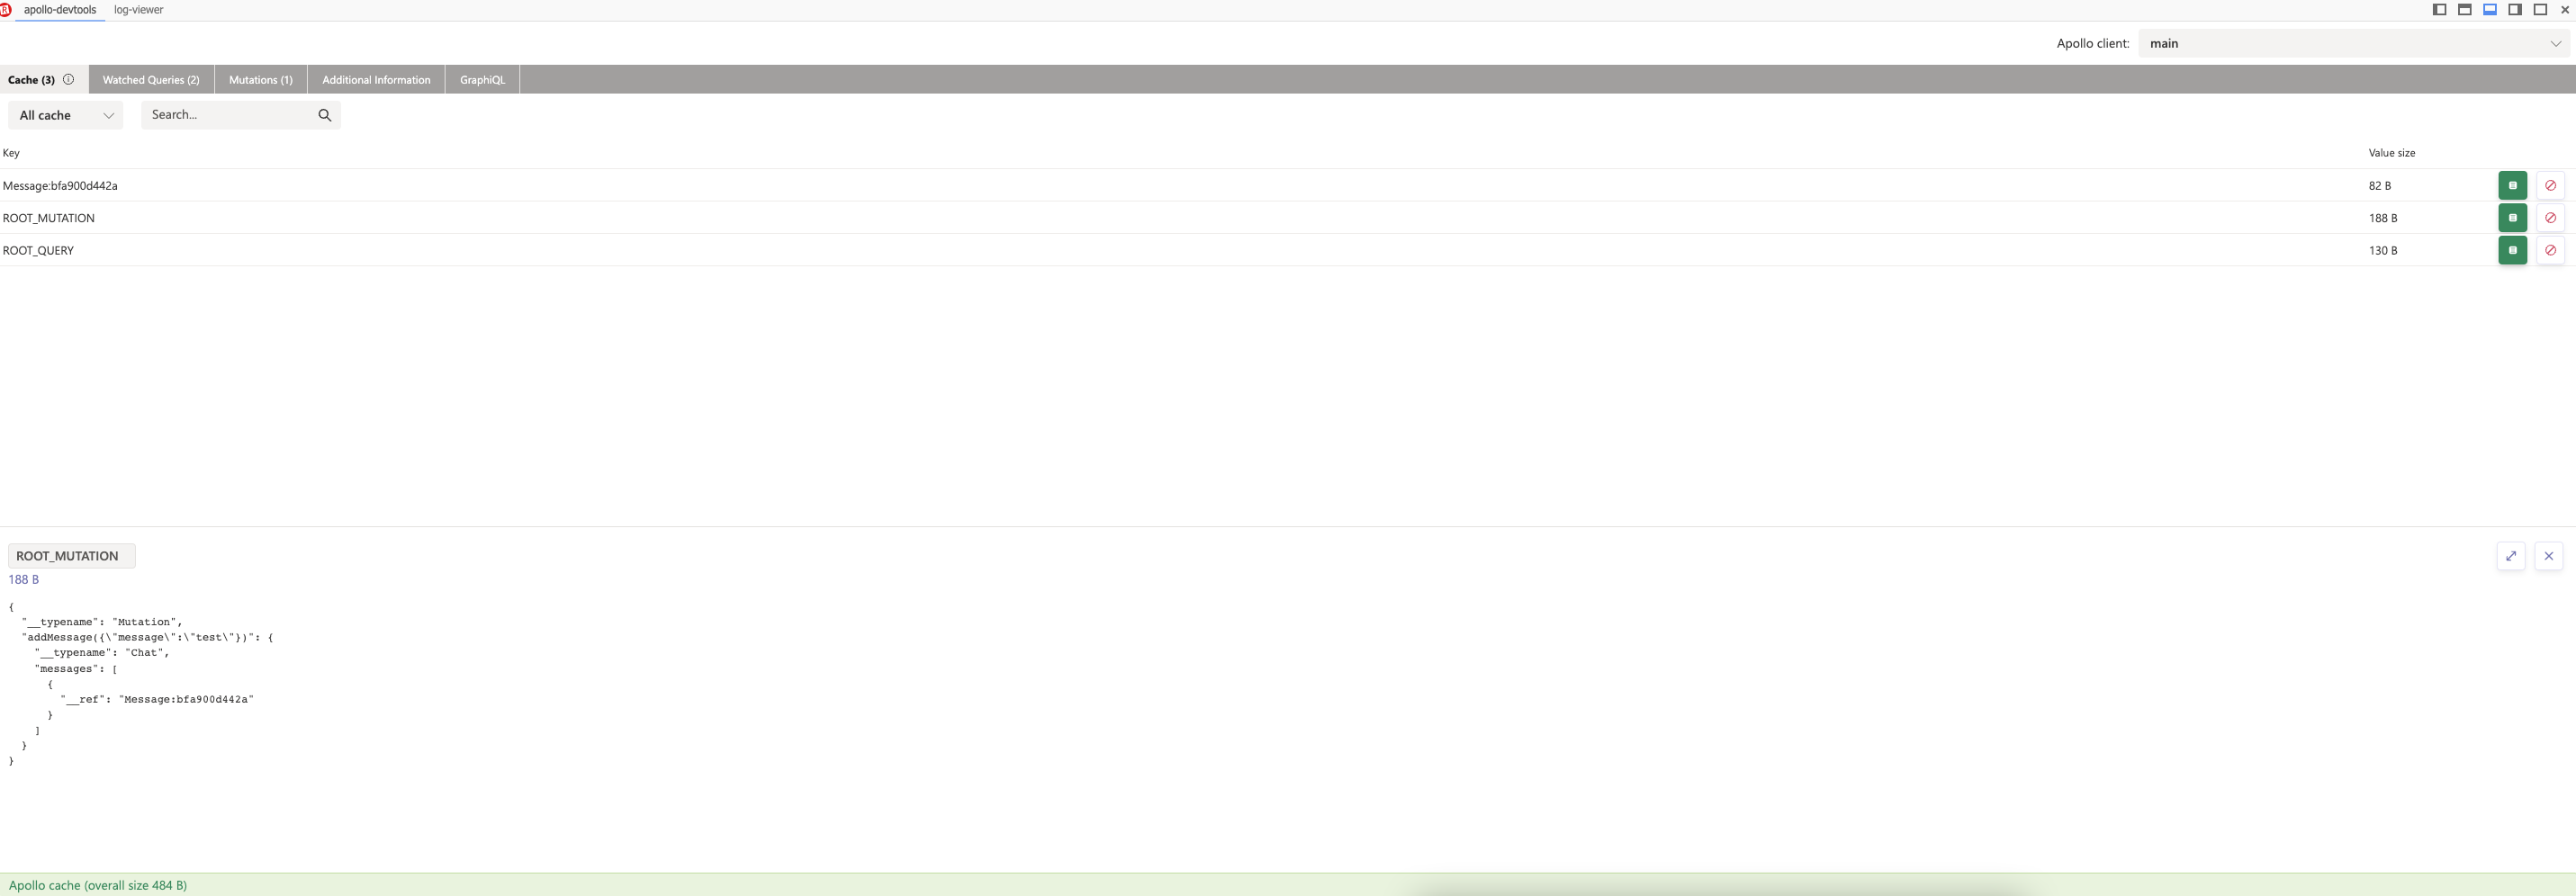 R apollo-devtools log-viewer
Apollo client: main
Cache (3) Watched Queries (2) Mutations (1) Additional Information GraphiQL
All cache Search...
Key Value size
Message:bfa900d442a 82 B
ROOT_MUTATION 188 B
ROOT_QUERY 130 B
ROOT_MUTATION
188 B
{
"__typename": "Mutation",
"addMessage({\"message\":\"test\"})": {
"__typename": "Chat",
"messages": [
{
"__ref": "Message:bfa900d442a"
}
]
}
}
Apollo cache (overall size 484 B)